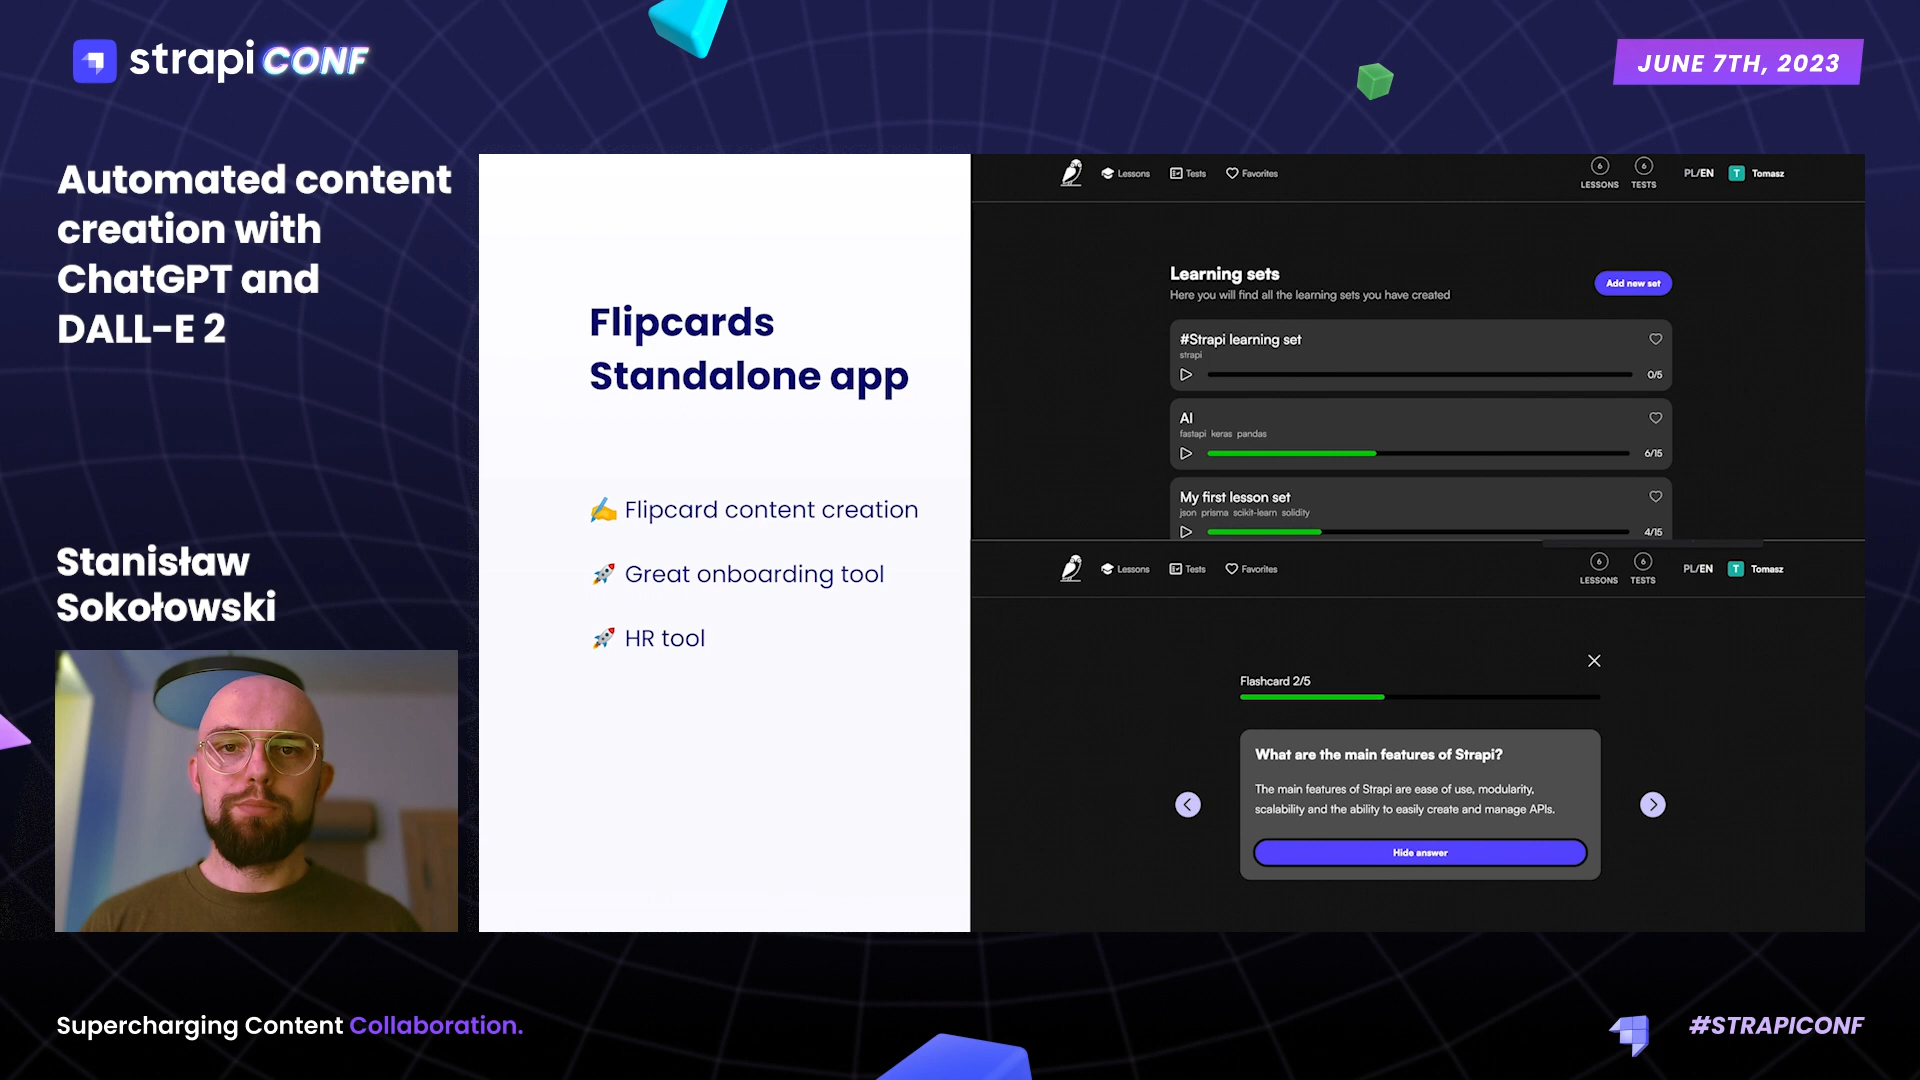 strapi CONF
JUNE 7TH, 2023
Automated content
creation with
ChatGPT and
DALL-E 2
Stanisław
Sokołowski
Flipcards
Standalone app
✍️ Flipcard content creation
🚀 Great onboarding tool
🚀 HR tool
Lessons Tests Favorites 6 LESSONS 6 TESTS PL/EN T Tomasz
Learning sets
Here you will find all the learning sets you have created
Add new set
#Strapi learning set
strapi
0/5
AI
fastapi keras pandas
6/15
My first lesson set
json prisma scikit-learn solidity
4/15
Lessons Tests Favorites 6 LESSONS 6 TESTS PL/EN T Tomasz
Flashcard 2/5
What are the main features of Strapi?
The main features of Strapi are ease of use, modularity,
scalability and the ability to easily create and manage APIs.
Hide answer
Supercharging Content Collaboration.
#STRAPICONF